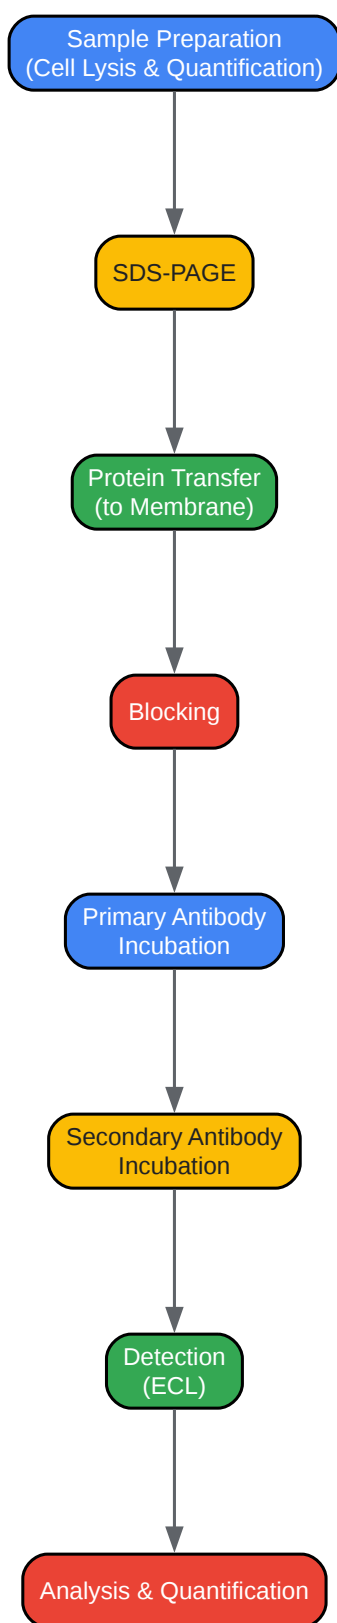 Sample Preparation
(Cell Lysis & Quantification)
SDS-PAGE
Protein Transfer
(to Membrane)
Blocking
Primary Antibody
Incubation
Secondary Antibody
Incubation
Detection
(ECL)
Analysis & Quantification